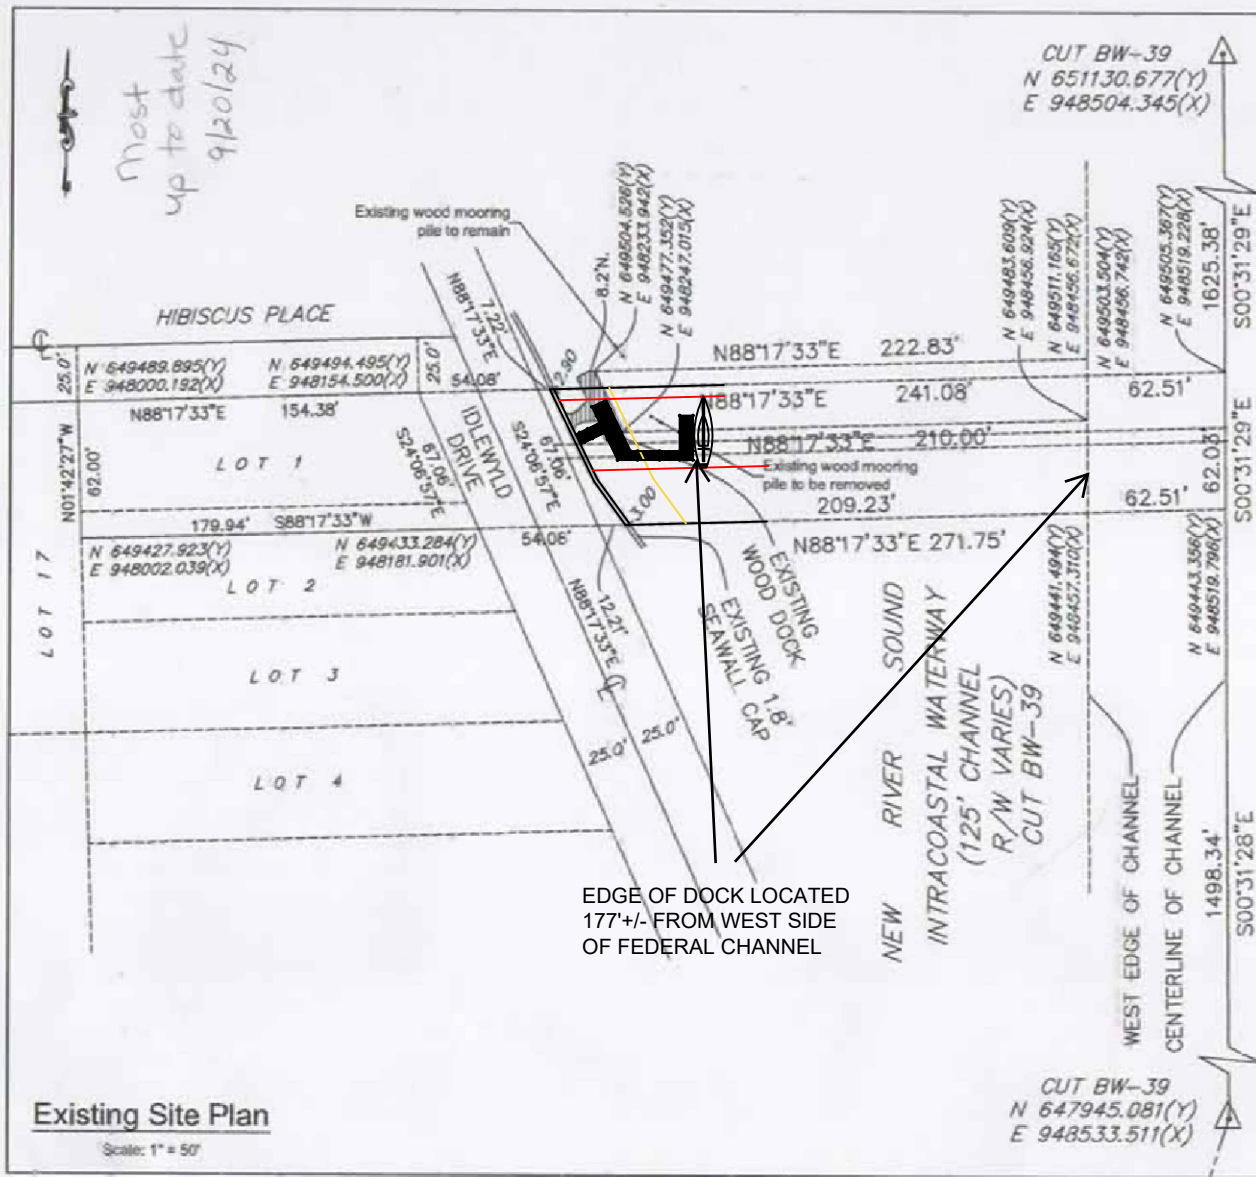 Most
up to date
9/20/24
CUT BW-39
N 651130.677(Y)
E 948504.345(X)
Existing wood mooring
pile to remain
8.2'N.
N 649504.526(Y)
E 948233.942(X)
N 649477.352(Y)
E 948247.015(X)
N 649483.609(Y)
E 948456.924(X)
N 649511.165(Y)
E 948456.672(X)
N 649503.504(Y)
E 948456.742(X)
N 649505.367(Y)
E 948519.228(X)
1625.38'
S00°31'29"E
HIBISCUS PLACE
25.0'
N 649489.895(Y)
E 948000.192(X)
N 649494.495(Y)
E 948154.500(X)
25.0'
54.08'
N88°17'33"E
7.22'
2.90
N88°17'33"E 222.83'
N88°17'33"E 241.08'
62.51'
N88°17'33"E 154.38'
N01°42'27"W
62.00'
LOT 1
IDLEWYLD
DRIVE
67.06'
S24°06'57"E
67.06'
S24°06'57"E
N88°17'33"E 210.00'
Existing wood mooring
pile to be removed
209.23'
62.51'
62.03'
S00°31'29"E
3.00
179.94' S88°17'33"W
54.06'
N88°17'33"E 271.75'
N 649427.923(Y)
E 948002.039(X)
N 649433.284(Y)
E 948181.901(X)
LOT 17
LOT 2
12.21'
N88°17'33"E
EXISTING
WOOD DOCK
EXISTING 1.8'
SEAWALL CAP
N 649441.494(Y)
E 948457.310(X)
N 649443.356(Y)
E 948519.796(X)
LOT 3
25.0'
25.0'
LOT 4
NEW RIVER SOUND
INTRACOASTAL WATERWAY
(125' CHANNEL
R/W VARIES)
CUT BW-39
WEST EDGE OF CHANNEL
CENTERLINE OF CHANNEL
1498.34'
S00°31'28"E
EDGE OF DOCK LOCATED
177'+/- FROM WEST SIDE
OF FEDERAL CHANNEL
Existing Site Plan
Scale: 1" = 50'
CUT BW-39
N 647945.081(Y)
E 948533.511(X)